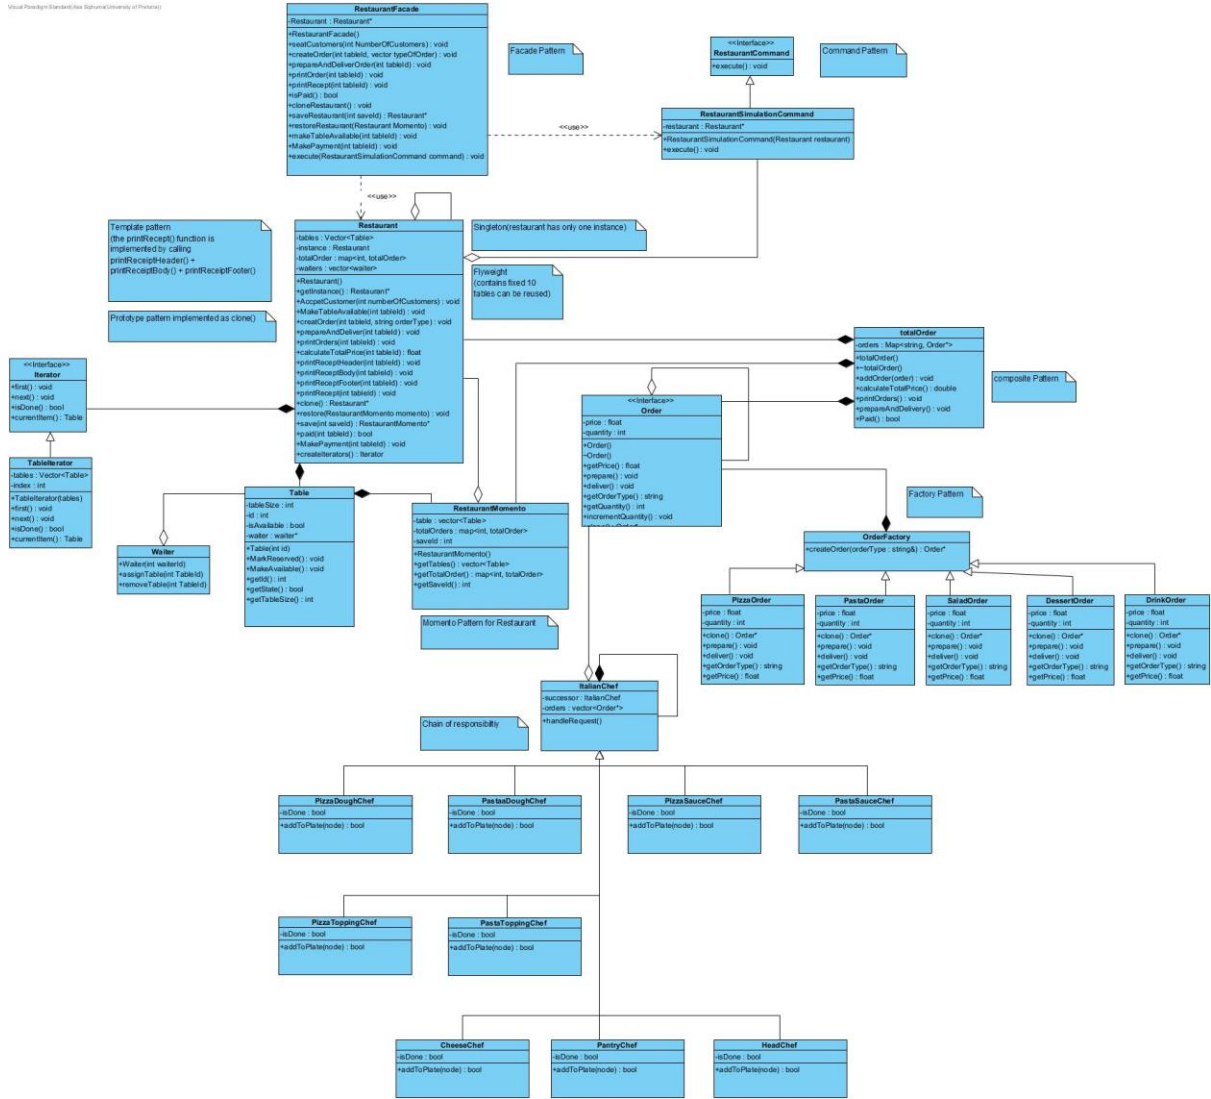 Visual Paradigm Standard(Asa Siphuma(University of Pretoria))
RestaurantFacade
-Restaurant : Restaurant*
+RestaurantFacade()
+seatCustomers(int NumberOfCustomers) : void
+createOrder(int tableId, vector typeOfOrder) : void
+prepareAndDeliverOrder(int tableId) : void
+printOrder(int tableId) : void
+printRecept(int tableId) : void
+isPaid() : bool
+cloneRestaurant() : void
+saveRestaurant(int saveId) : Restaurant*
+restoreRestaurant(Restaurant Momento) : void
+makeTableAvailable(int tableId) : void
+MakePayment(int tableId) : void
+execute(RestaurantSimulationCommand command) : void
Facade Pattern
<<Interface>>
RestaurantCommand
+execute() : void
Command Pattern
<<use>>
RestaurantSimulationCommand
-restaurant : Restaurant*
+RestaurantSimulationCommand(Restaurant restaurant)
+execute() : void
<<use>>
Template pattern
(the printRecept() function is
implemented by calling
printReceiptHeader() +
printReceiptBody() + printReceiptFooter()
Prototype pattern implemented as clone()
Restaurant
-tables : Vector<Table>
-instance : Restaurant
-totalOrder : map<int, totalOrder>
-waiters : vector<waiter>
+Restaurant()
+getInstance() : Restaurant*
+AccpetCustomer(int numberOfCustomers) : void
+MakeTableAvailable(int tableId) : void
+creatOrder(int tableId, string orderType) : void
+prepareAndDeliver(int tableId) : void
+printOrders(int tableId) : void
+calculateTotalPrice(int tableId) : float
+printReceptHeader(int tableId) : void
+printReceptBody(int tableId) : void
+printReceptFooter(int tableId) : void
+printRecept(int tableId) : void
+clone() : Restaurant*
+restore(RestaurantMomento momento) : void
+save(int saveId) : RestaurantMomento*
+paid(int tableId) : bool
+MakePayment(int tableId) : void
+createIterators() : Iterator
Singleton(restaurant has only one instance)
Flyweight
(contains fixed 10
tables can be reused)
totalOrder
-orders : Map<string, Order*>
+totalOrder()
+~totalOrder()
+addOrder(order) : void
+calculateTotalPrice() : double
+printOrders() : void
+prepareAndDelivery() : void
+Paid() : bool
composite Pattern
<<Interface>>
Iterator
+first() : void
+next() : void
+isDone() : bool
+currentItem() : Table
TableIterator
-tables : Vector<Table>
-index : int
+TableIterator(tables)
+first() : void
+next() : void
+isDone() : bool
+currentItem() : Table
Waiter
+Waiter(int waiterId)
+assignTable(int TableId)
+removeTable(int TableId)
Table
-tableSize : int
-id : int
-isAvailable : bool
-waiter : waiter*
+Table(int id)
+MarkReserved() : void
+MakeAvailable() : void
+getId() : int
+getState() : bool
+getTableSize() : int
RestaurantMomento
-table : vector<Table>
-totalOrders : map<int, totalOrder>
-saveId : int
+RestaurantMomento()
+getTables() : vector<Table>
+getTotalOrder() : map<int, totalOrder>
+getSaveId() : int
Momento Pattern for Restaurant
<<Interface>>
Order
-price : float
-quantity : int
+Order()
~Order()
+getPrice() : float
+prepare() : void
+deliver() : void
+getOrderType() : string
+getQuantity() : int
+incrementQuantity() : void
Factory Pattern
OrderFactory
+createOrder(orderType : string&) : Order*
PizzaOrder
-price : float
-quantity : int
+clone() : Order*
+prepare() : void
+deliver() : void
+getOrderType() : string
+getPrice() : float
PastaOrder
-price : float
-quantity : int
+clone() : Order*
+prepare() : void
+deliver() : void
+getOrderType() : string
+getPrice() : float
SaladOrder
-price : float
-quantity : int
+clone() : Order*
+prepare() : void
+deliver() : void
+getOrderType() : string
+getPrice() : float
DessertOrder
-price : float
-quantity : int
+clone() : Order*
+prepare() : void
+deliver() : void
+getOrderType() : string
+getPrice() : float
DrinkOrder
-price : float
-quantity : int
+clone() : Order*
+prepare() : void
+deliver() : void
+getOrderType() : string
+getPrice() : float
ItalianChef
-successor : ItalianChef
-orders : vector<Order*>
+handleRequest()
Chain of responsibiltiy
PizzaDoughChef
-isDone : bool
+addToPlate(node) : bool
PastaaDoughChef
-isDone : bool
+addToPlate(node) : bool
PizzaSauceChef
-isDone : bool
+addToPlate(node) : bool
PastaSauceChef
-isDone : bool
+addToPlate(node) : bool
PizzaToppingChef
-isDone : bool
+addToPlate(node) : bool
PastaToppingChef
-isDone : bool
+addToPlate(node) : bool
CheeseChef
-isDone : bool
+addToPlate(node) : bool
PantryChef
-isDone : bool
+addToPlate(node) : bool
HeadChef
-isDone : bool
+addToPlate(node) : bool